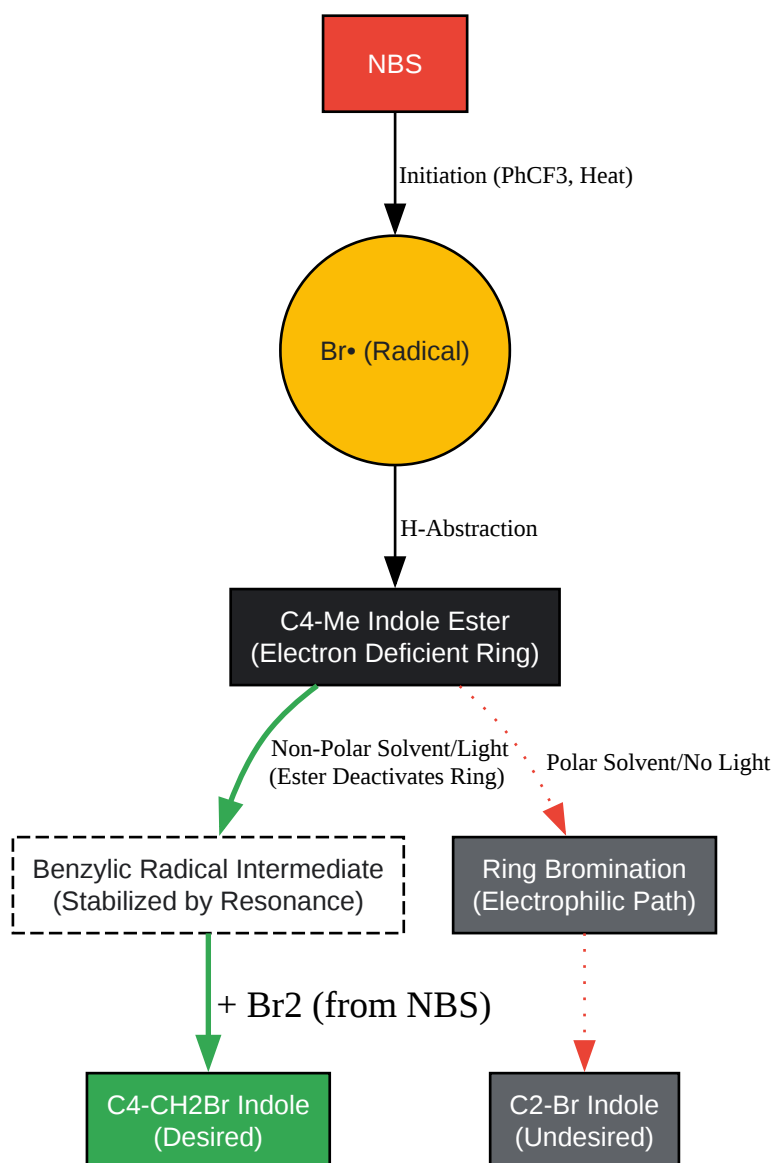 NBS
Initiation (PhCF3, Heat)
Br• (Radical)
H-Abstraction
C4-Me Indole Ester
(Electron Deficient Ring)
Non-Polar Solvent/Light
(Ester Deactivates Ring)
Polar Solvent/No Light
Benzylic Radical Intermediate
(Stabilized by Resonance)
Ring Bromination
(Electrophilic Path)
+ Br2 (from NBS)
C4-CH2Br Indole
(Desired)
C2-Br Indole
(Undesired)